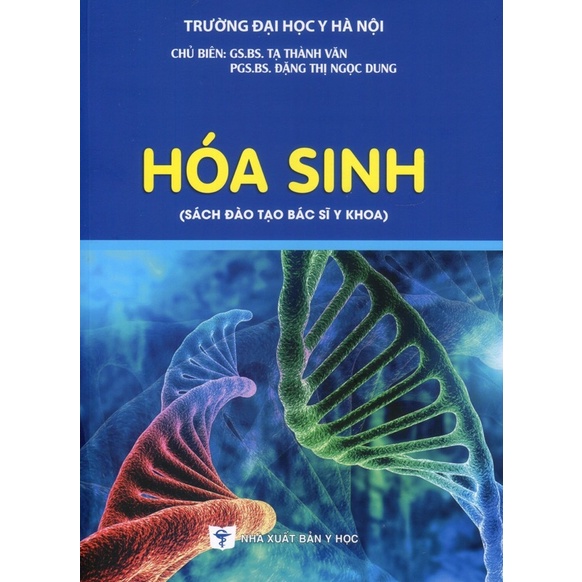 TRƯỜNG ĐẠI HỌC Y HÀ NỘI
CHỦ BIÊN: GS.BS. TẠ THÀNH VĂN
PGS.BS. ĐẶNG THỊ NGỌC DUNG
HÓA SINH
(SÁCH ĐÀO TẠO BÁC SĨ Y KHOA)
NHÀ XUẤT BẢN Y HỌC